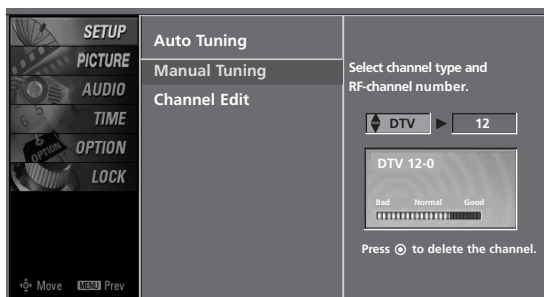 SETUP
PICTURE
AUDIO
TIME
OPTION
LOCK
Move MENU Prev
Auto Tuning
Manual Tuning
Channel Edit
Select channel type and
RF-channel number.
DTV 12
DTV 12-0
Bad Normal Good
Press to delete the channel.